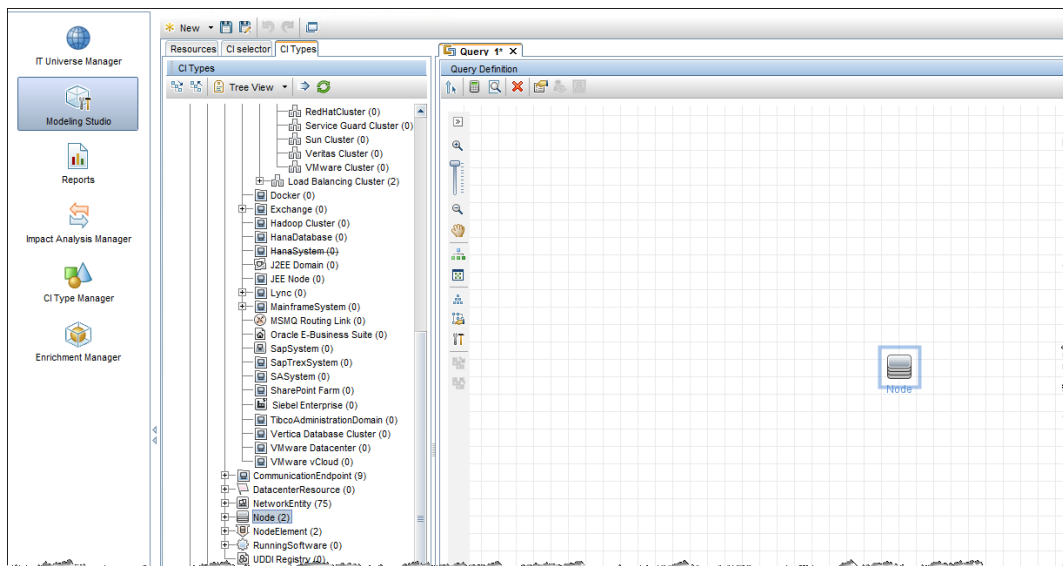 IT Universe Manager
Modeling Studio
Reports
Impact Analysis Manager
CI Type Manager
Enrichment Manager
New
Resources CI selector CI Types
CI Types
Tree View
RedHatCluster (0)
Service Guard Cluster (0)
Sun Cluster (0)
Veritas Cluster (0)
VMware Cluster (0)
Load Balancing Cluster (2)
Docker (0)
Exchange (0)
Hadoop Cluster (0)
HanaDatabase (0)
HanaSystem (0)
J2EE Domain (0)
JEE Node (0)
Lync (0)
MainframeSystem (0)
MSMQ Routing Link (0)
Oracle E-Business Suite (0)
SapSystem (0)
SapTrexSystem (0)
SASystem (0)
SharePoint Farm (0)
Siebel Enterprise (0)
TibcoAdministrationDomain (0)
Vertica Database Cluster (0)
VMware Datacenter (0)
VMware vCloud (0)
CommunicationEndpoint (9)
DatacenterResource (0)
NetworkEntity (75)
Node (2)
NodeElement (2)
RunningSoftware (0)
UDDI Registry (0)
Query 1* X
Query Definition
Node